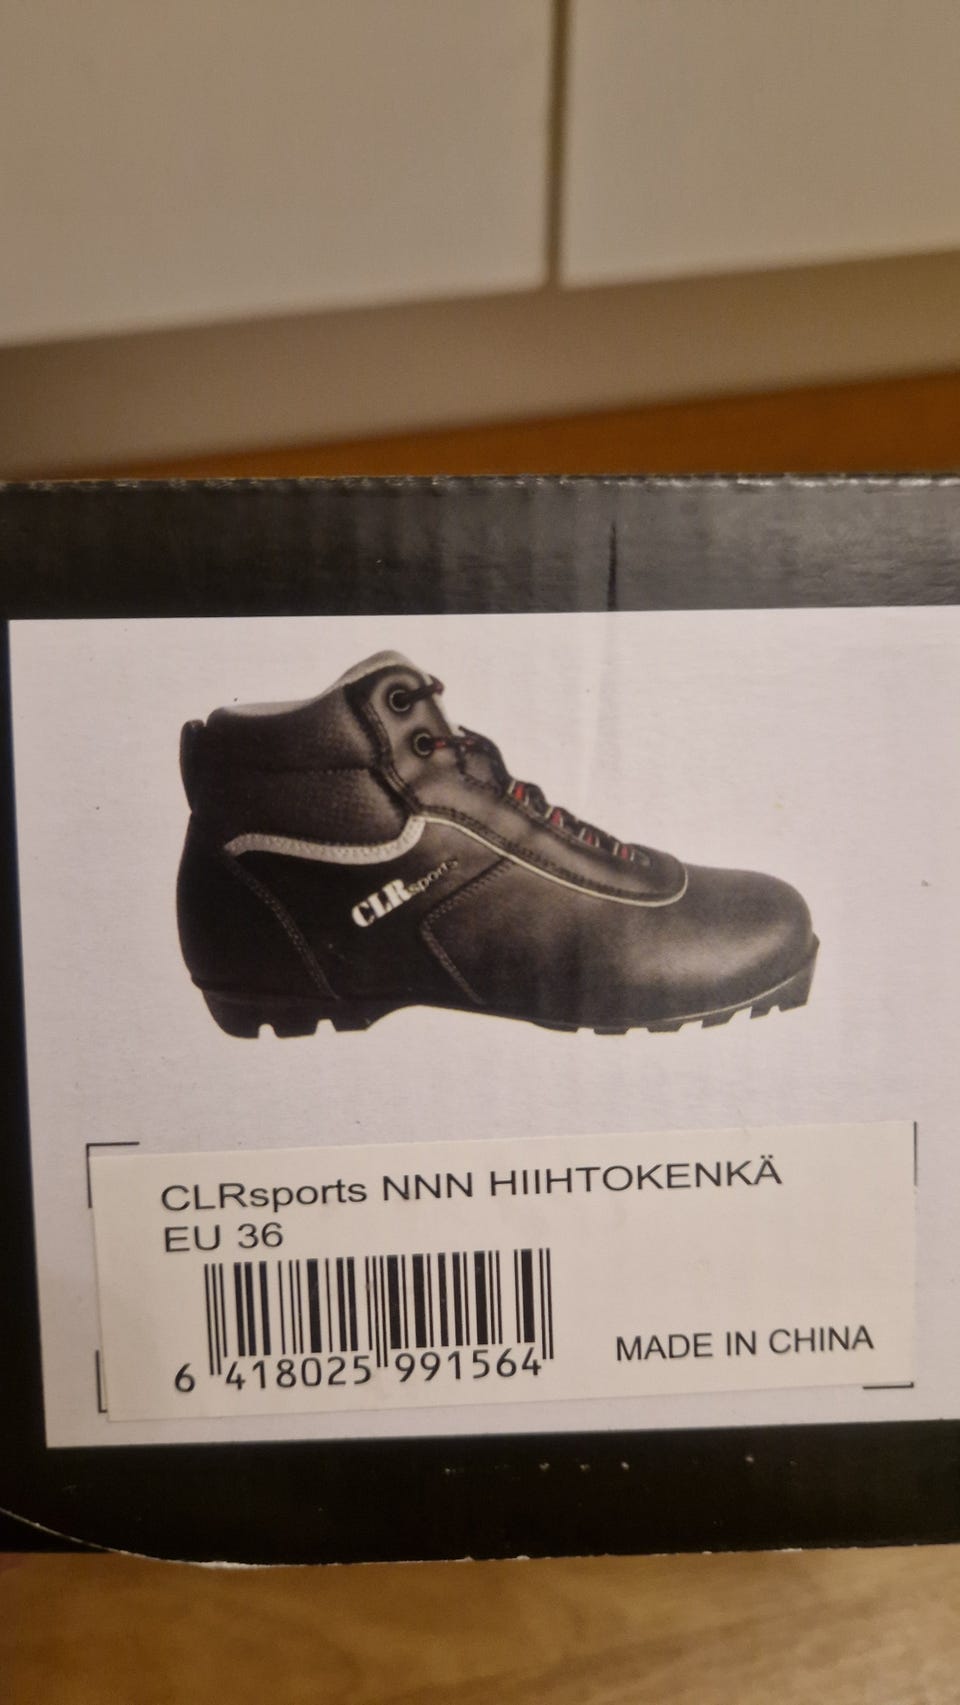 CLRsports
CLRsports NNN HIIHTOKENKÄ
EU 36
6 418025 991564
MADE IN CHINA